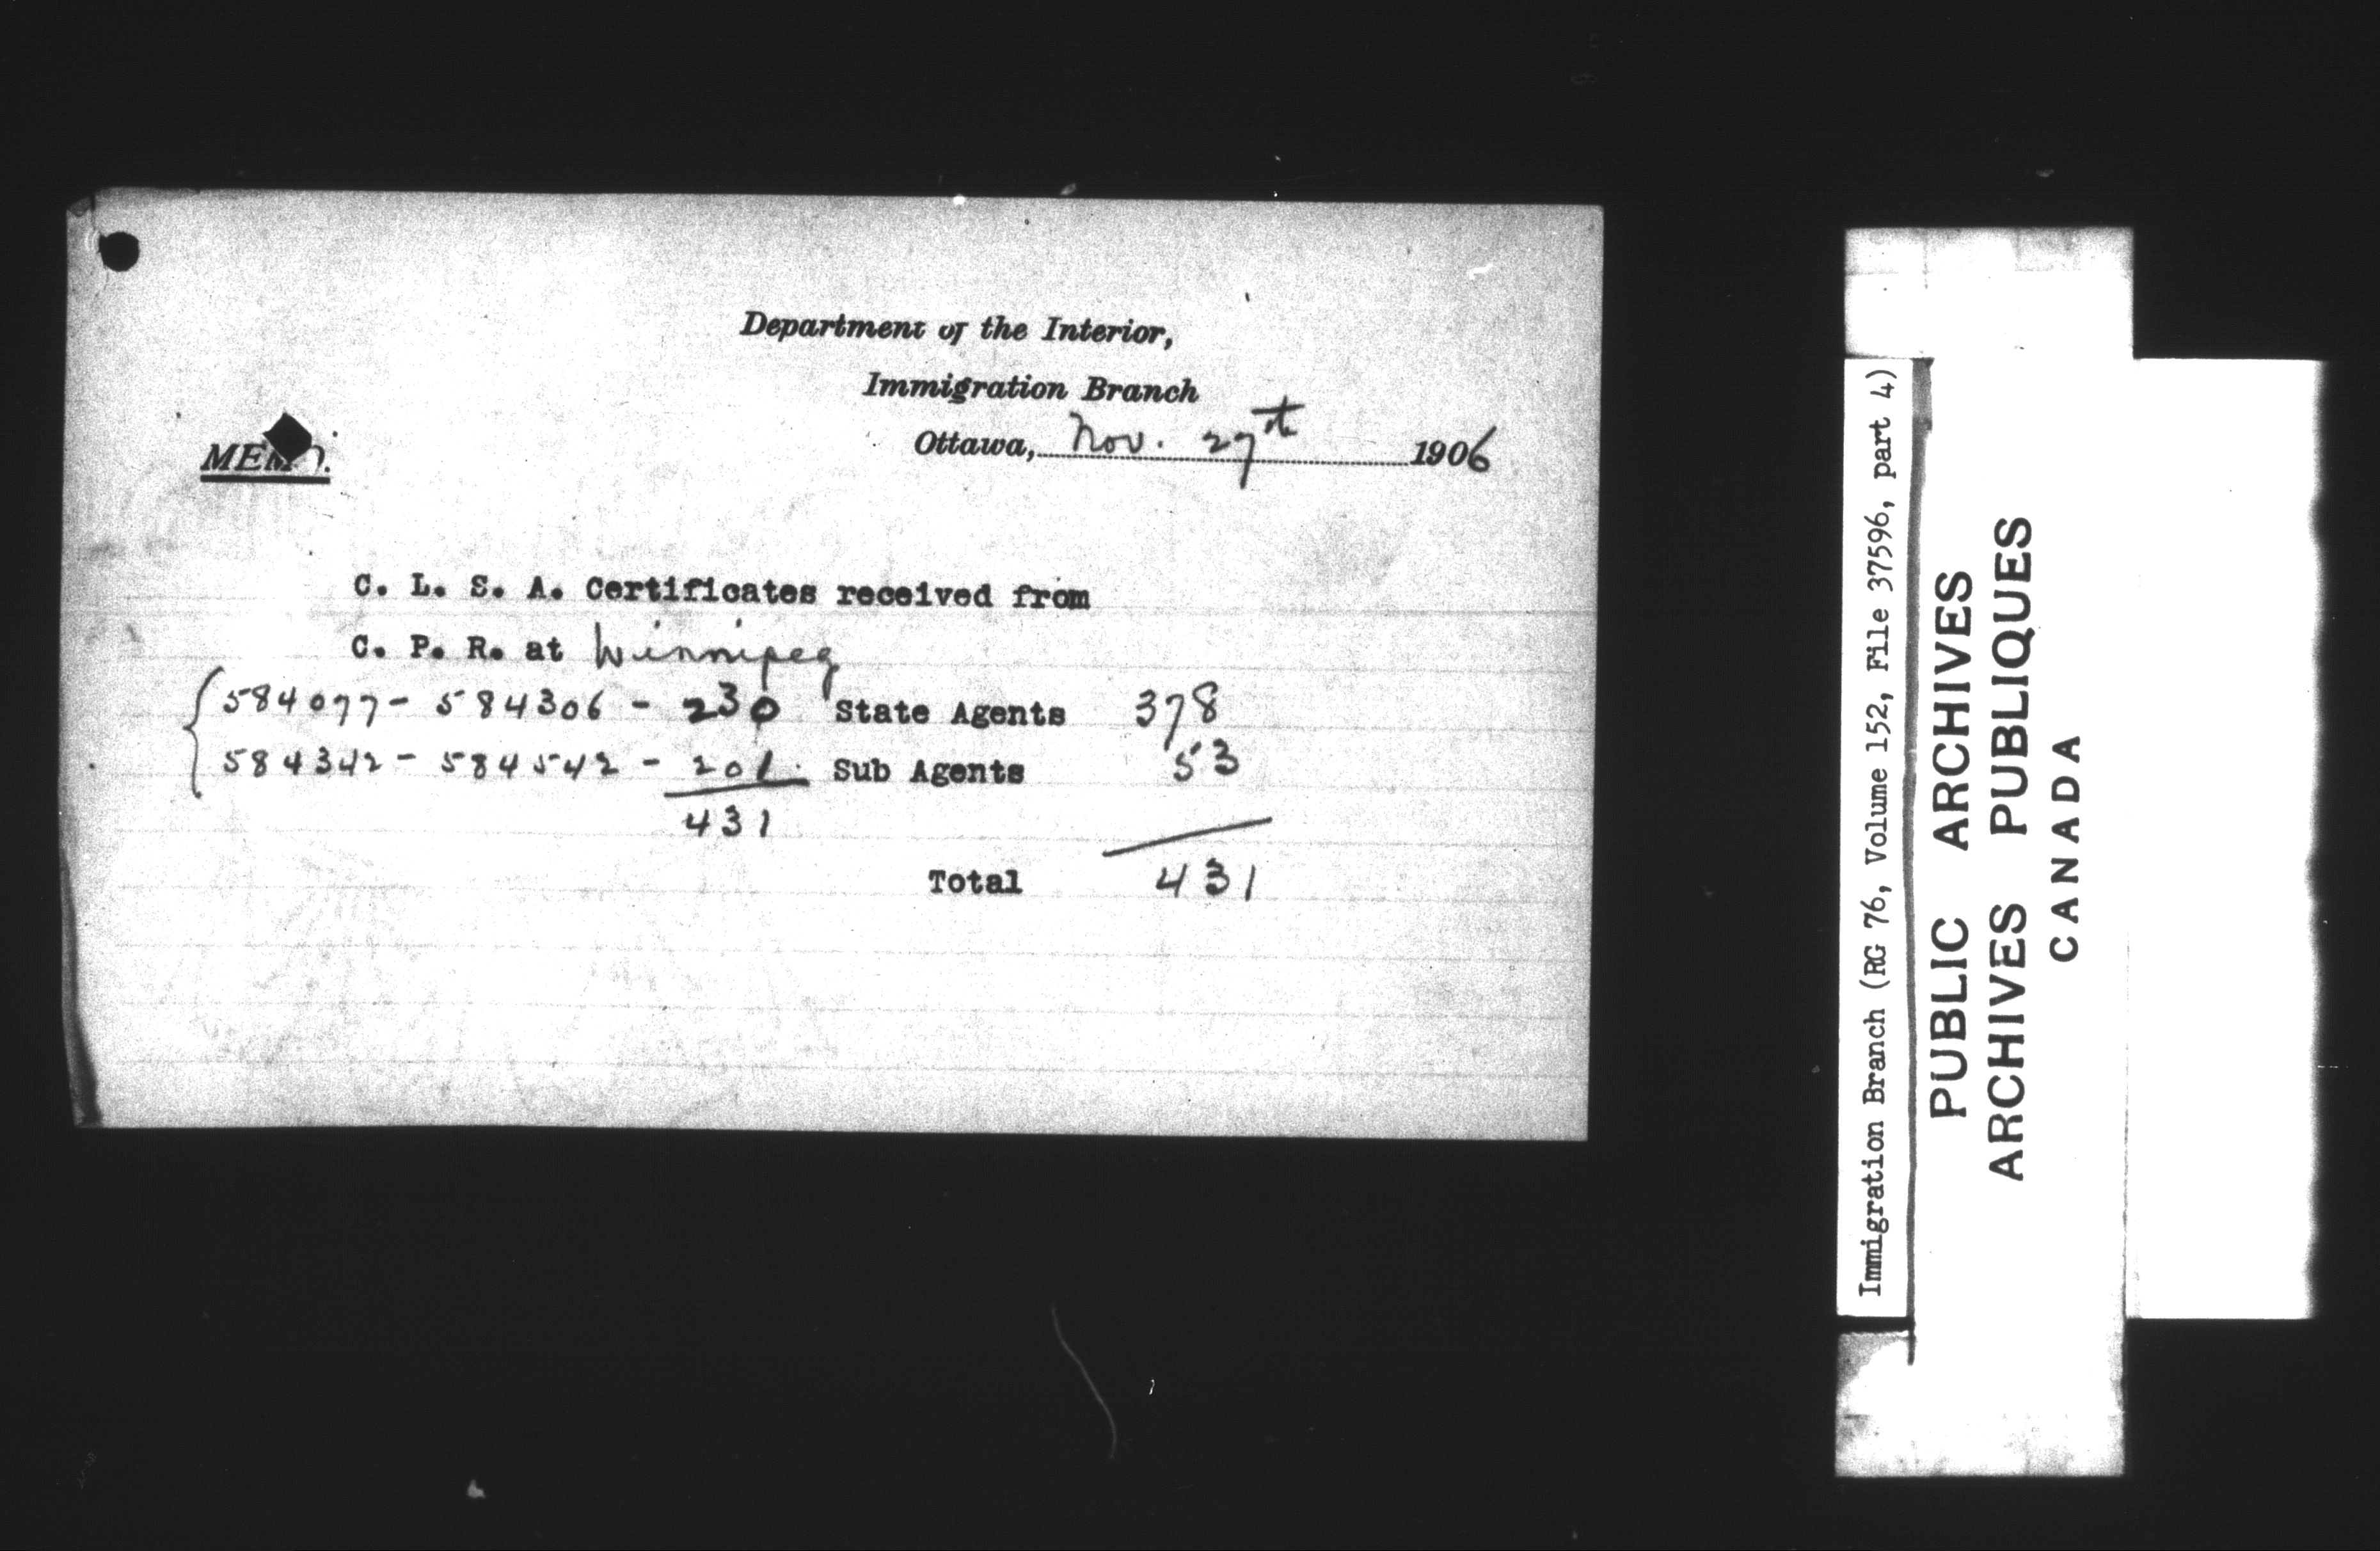 Department of the Interior,
Immigration Branch
Ottawa, Nov. 27th 1906
MEMO.
C. L. S. A. Certificates received from
C. P. R. at Winnipeg
584077 - 584306 - 230 State Agents 378
584342 - 584542 - 201. Sub Agents 53
431
Total 431
Immigration Branch (RG 76, Volume 152, File 37596, part 4)
PUBLIC ARCHIVES
ARCHIVES PUBLIQUES
CANADA